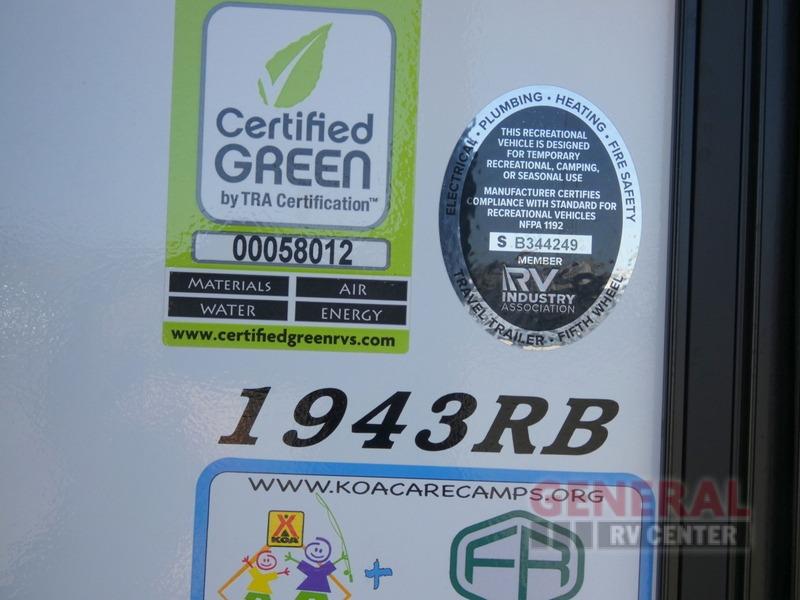 Certified
GREEN
by TRA Certification™
00058012
MATERIALS
AIR
WATER
ENERGY
www.certifiedgreenrvs.com
ELECTRICAL • PLUMBING • HEATING • FIRE SAFETY
THIS RECREATIONAL
VEHICLE IS DESIGNED
FOR TEMPORARY
RECREATIONAL, CAMPING,
OR SEASONAL USE
MANUFACTURER CERTIFIES
COMPLIANCE WITH STANDARD FOR
RECREATIONAL VEHICLES
NFPA 1192
S B344249
MEMBER
RV
INDUSTRY
ASSOCIATION
TRAVEL TRAILER • FIFTH WHEEL
1943RB
WWW.KOACARECAMPS.ORG
KOA
+
FR
GENERAL
RV CENTER